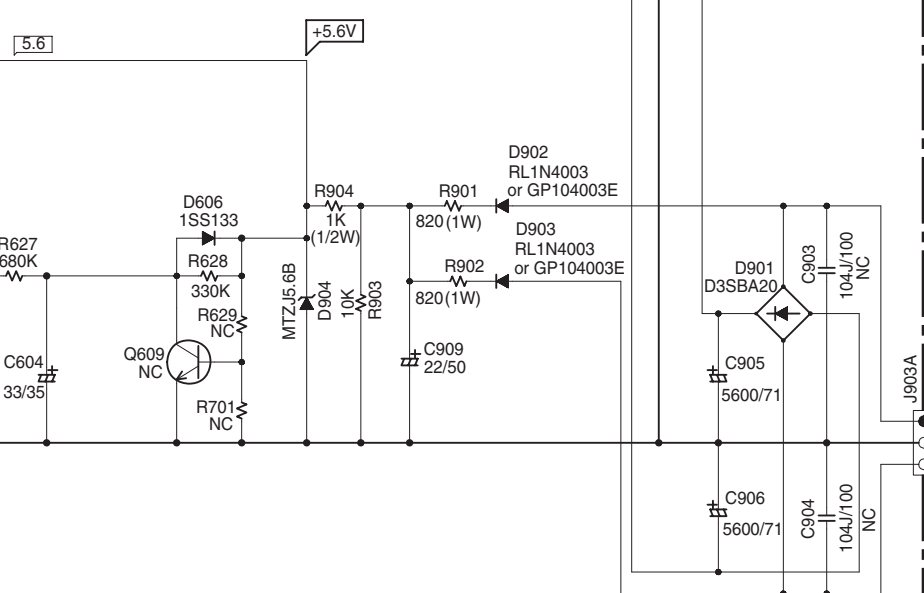 5.6
+5.6V
D902
RL1N4003
or GP104003E
D606
1SS133
R904
1K
(1/2W)
R901
820(1W)
D903
RL1N4003
or GP104003E
R627
680K
R628
330K
R902
820(1W)
D901
D3SBA20
C903
104J/100
NC
MTZJ5.6B
D904
10K
R903
R629
NC
Q609
NC
C604
33/35
C909
22/50
C905
5600/71
J903A
R701
NC
C906
5600/71
C904
104J/100
NC